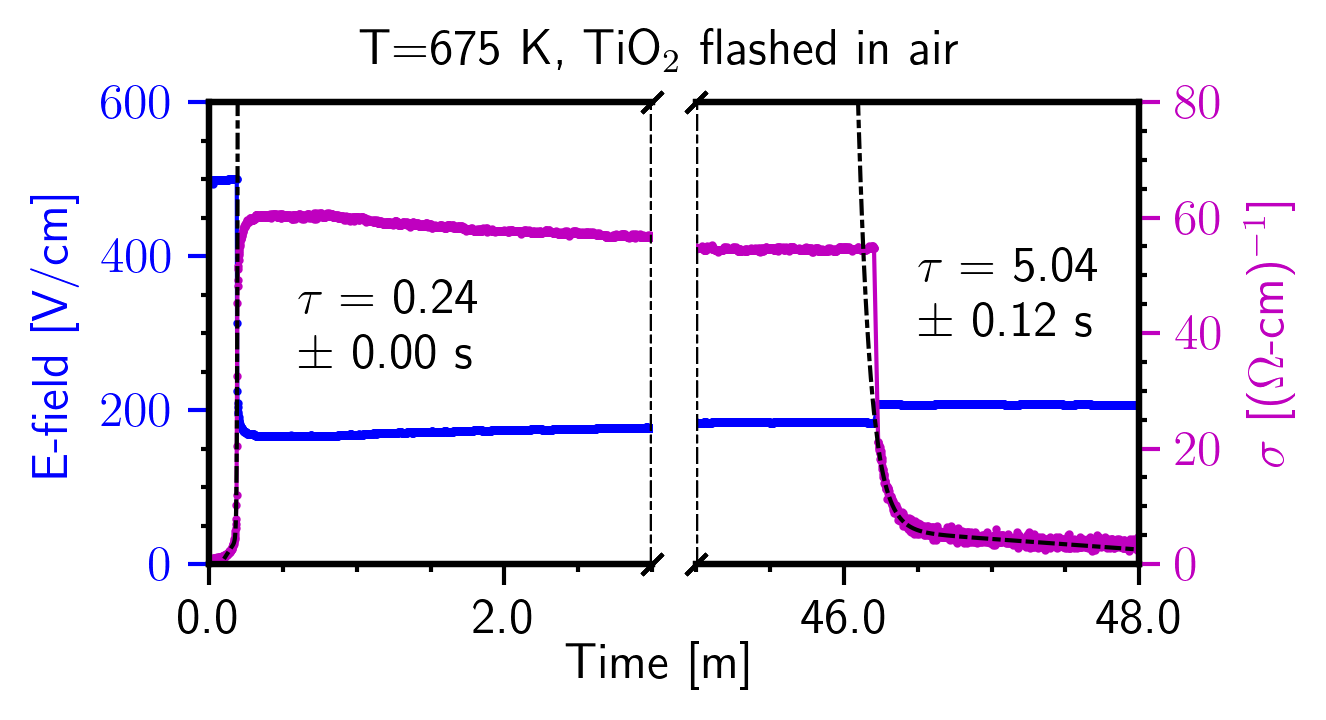 T=675 K, TiO₂ flashed in air
600
400
200
0
E-field [V/cm]
80
60
40
20
0
σ [(Ω-cm)⁻¹]
τ = 0.24
± 0.00 s
τ = 5.04
± 0.12 s
0.0 2.0 46.0 48.0
Time [m]